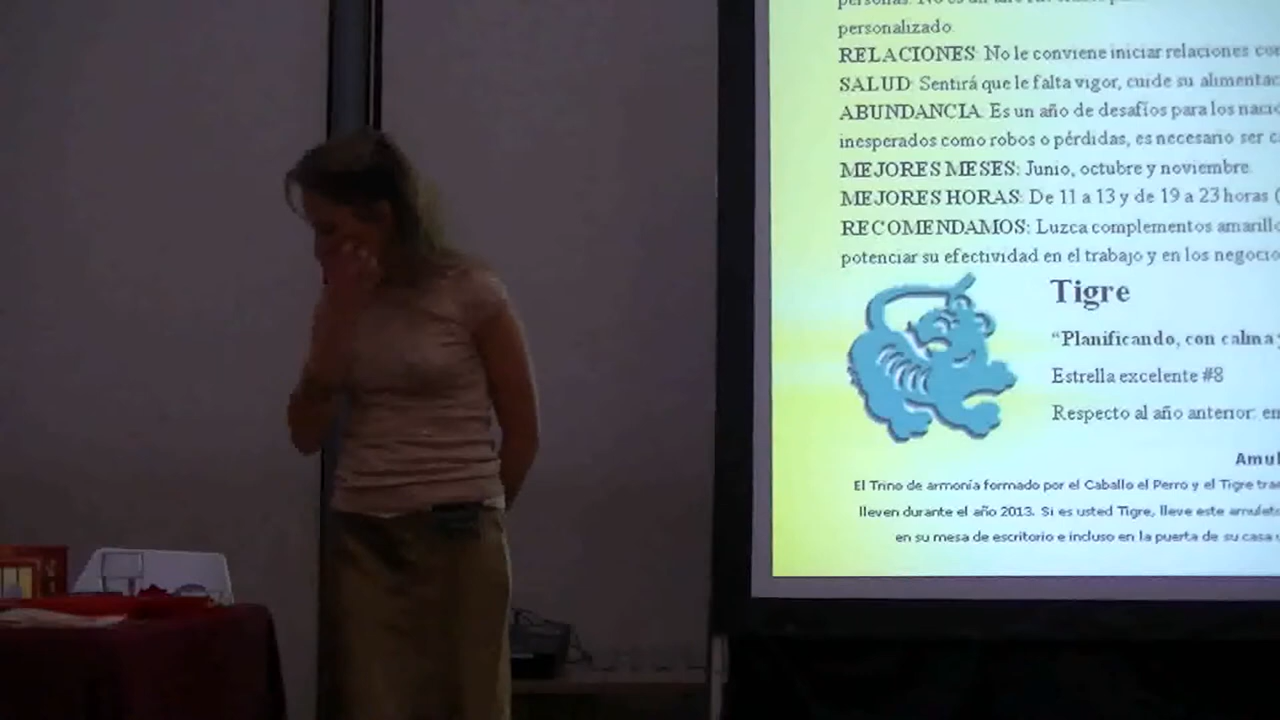 personalizado.
RELACIONES: No le conviene iniciar relaciones
SALUD: Sentirá que le falta vigor, cuide su
ABUNDANCIA: Es un año de desafíos para los
inesperados como robos o pérdidas, es necesario ser
MEJORES MESES: Junio, octubre y noviembre.
MEJORES HORAS: De 11 a 13 y de 19 a 23 horas (
RECOMENDAMOS: Luzca complementos
potenciar su efectividad en el trabajo y en los
Tigre
“Planificando, con calma y
Estrella excelente #8
Respecto al año anterior:
El Trino de armonía formado por el Caballo el Perro y el Tigre
lleven durante el año 2013. Si es usted Tigre, lleve este
en su mesa de escritorio e incluso en la puerta de su casa